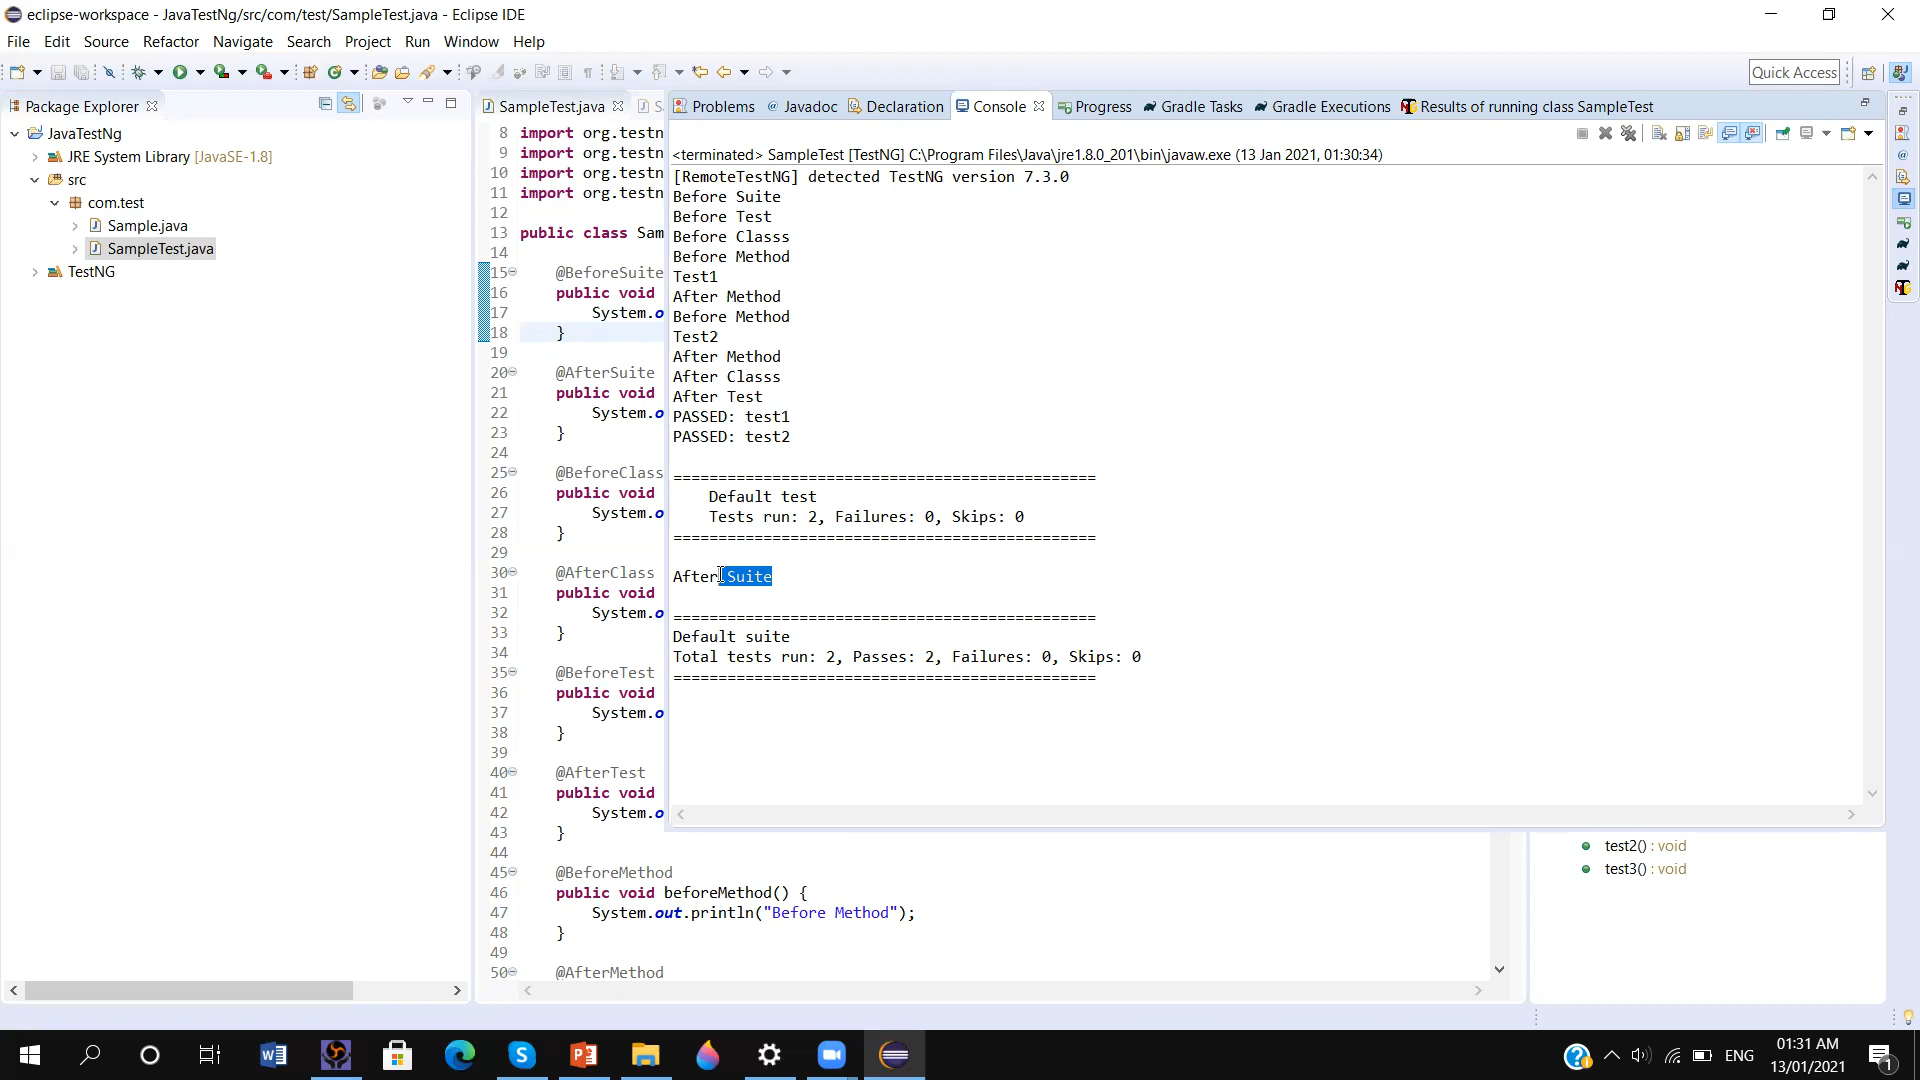 eclipse-workspace - JavaTestNg/src/com/test/SampleTest.java - Eclipse IDE
File Edit Source Refactor Navigate Search Project Run Window Help
Quick Access
Package Explorer
JavaTestNg
JRE System Library [JavaSE-1.8]
src
com.test
Sample.java
SampleTest.java
TestNG
SampleTest.java
8 import org.testn
9 import org.testn
10 import org.testn
11 import org.testn
12
13 public class Sam
14
15 @BeforeSuite
16 public void
17 System.o
18 }
19
20 @AfterSuite
21 public void
22 System.o
23 }
24
25 @BeforeClass
26 public void
27 System.o
28 }
29
30 @AfterClass
31 public void
32 System.o
33 }
34
35 @BeforeTest
36 public void
37 System.o
38 }
39
40 @AfterTest
41 public void
42 System.o
43 }
44
45 @BeforeMethod
46 public void beforeMethod() {
47 System.out.println("Before Method");
48 }
49
50 @AfterMethod
Problems Javadoc Declaration Console Progress Gradle Tasks Gradle Executions Results of running class SampleTest
<terminated> SampleTest [TestNG] C:\Program Files\Java\jre1.8.0_201\bin\javaw.exe (13 Jan 2021, 01:30:34)
[RemoteTestNG] detected TestNG version 7.3.0
Before Suite
Before Test
Before Classs
Before Method
Test1
After Method
Before Method
Test2
After Method
After Classs
After Test
PASSED: test1
PASSED: test2
===============================================
Default test
Tests run: 2, Failures: 0, Skips: 0
===============================================
After Suite
===============================================
Default suite
Total tests run: 2, Passes: 2, Failures: 0, Skips: 0
===============================================
test2() : void
test3() : void
ENG
01:31 AM
13/01/2021
1